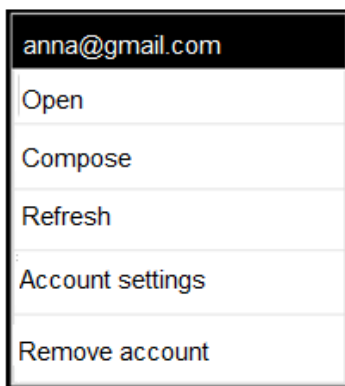 anna@gmail.com
Open
Compose
Refresh
Account settings
Remove account